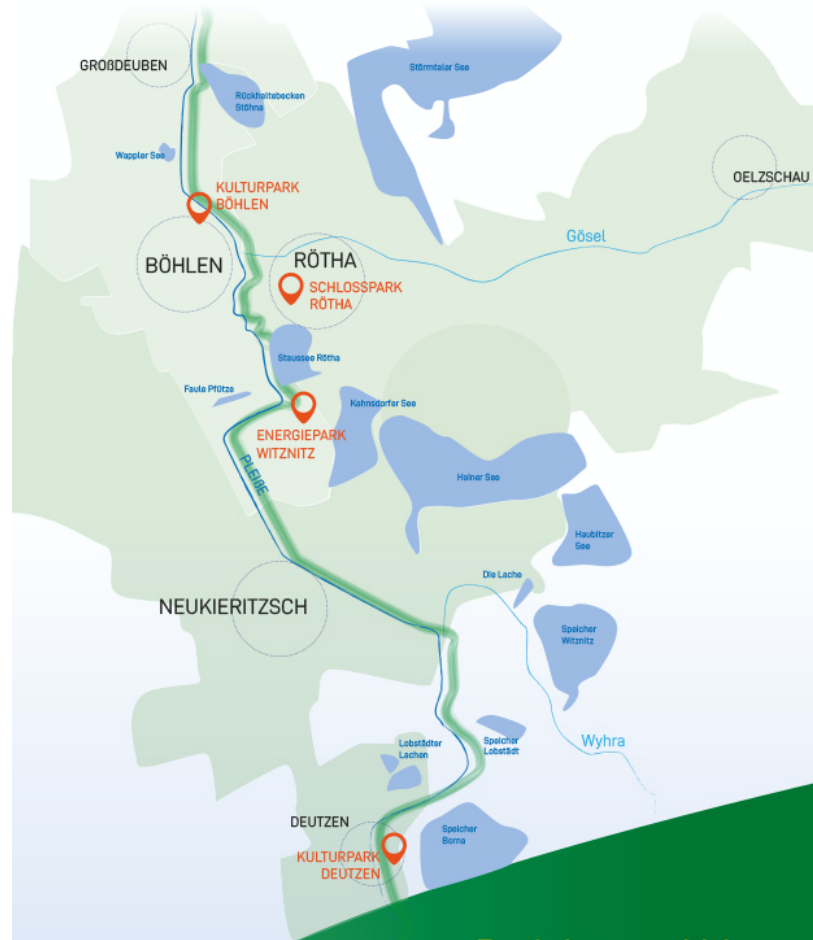 GROßDEUBEN
Störmtaler See
Rückhaltebecken
Stöhna
Wappler See
OELZSCHAU
KULTURPARK
BÖHLEN
Gösel
BÖHLEN
RÖTHA
SCHLOSSPARK
RÖTHA
Stausee Rötha
Faule Pfütze
Kahnsdorfer See
ENERGIEPARK
WITZNITZ
PLEIßE
Hainer See
Haubitzer
See
Die Lache
NEUKIERITZSCH
Speicher
Witznitz
Lobstädter
Lachen
Speicher
Lobstädt
Wyhra
DEUTZEN
Speicher
Borna
KULTURPARK
DEUTZEN